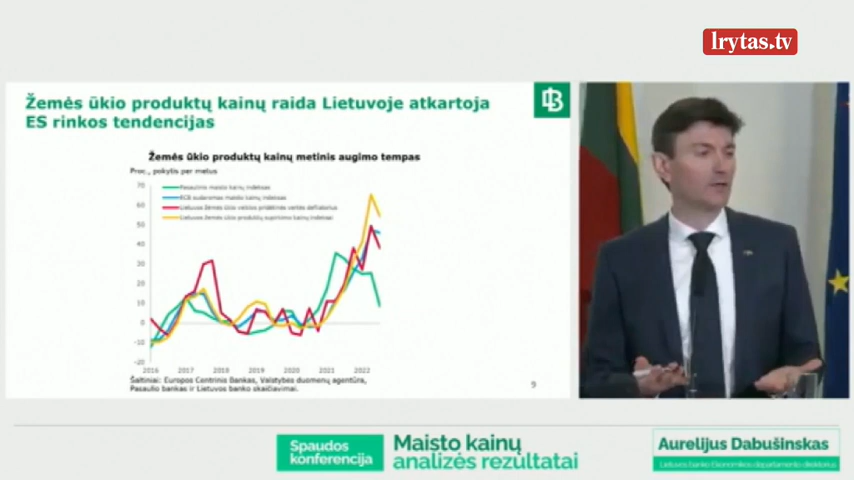 lrytas.tv
Žemės ūkio produktų kainų raida Lietuvoje atkartoja
ES rinkos tendencijas
Žemės ūkio produktų kainų metinis augimo tempas
Proc., pokytis per metus
70
60
50
40
30
20
10
0
-10
-20
Pasaulinis maisto kainų indeksas
ECB sudaromas maisto kainų indeksas
Lietuvos žemės ūkio veiklos pridėtinės vertės defliatorius
Lietuvos žemės ūkio produktų supirkimo kainų indeksas
2016 2017 2018 2019 2020 2021 2022
Šaltiniai: Europos Centrinis Bankas, Valstybės duomenų agentūra,
Pasaulio bankas ir Lietuvos banko skaičiavimai.
9
Spaudos
konferencija
Maisto kainų
analizės rezultatai
Aurelijus Dabušinskas
Lietuvos banko Ekonomikos departamento direktorius